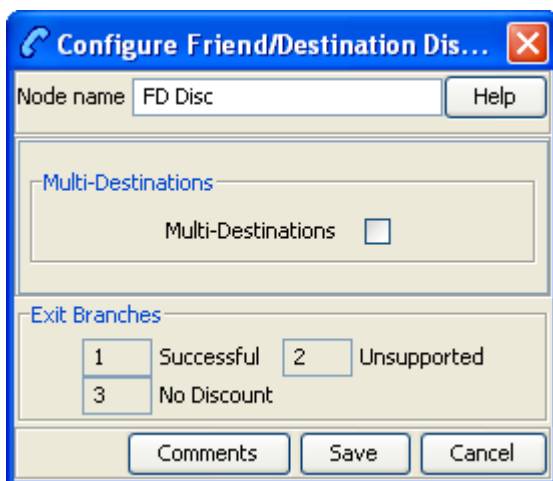 Configure Friend/Destination Dis...
Node name FD Disc Help
Multi-Destinations
Multi-Destinations
Exit Branches
1 Successful 2 Unsupported
3 No Discount
Comments Save Cancel